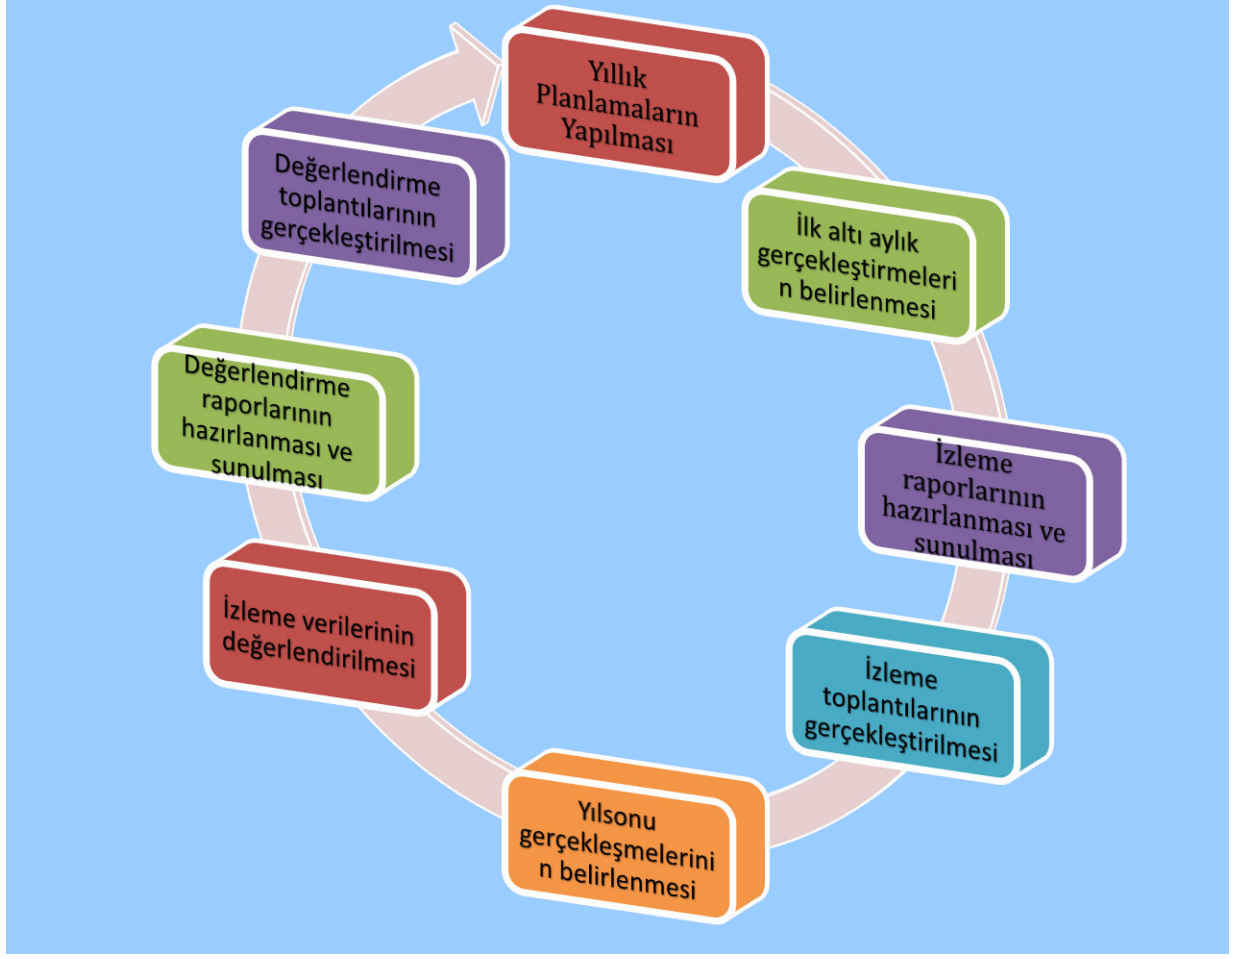 Yıllık
Planlamaların
Yapılması
İlk altı aylık
gerçekleştirmeleri
n belirlenmesi
İzleme
raporlarının
hazırlanması ve
sunulması
İzleme
toplantılarının
gerçekleştirilmesi
Yılsonu
gerçekleşmelerini
n belirlenmesi
İzleme verilerinin
değerlendirilmesi
Değerlendirme
raporlarının
hazırlanması ve
sunulması
Değerlendirme
toplantılarının
gerçekleştirilmesi